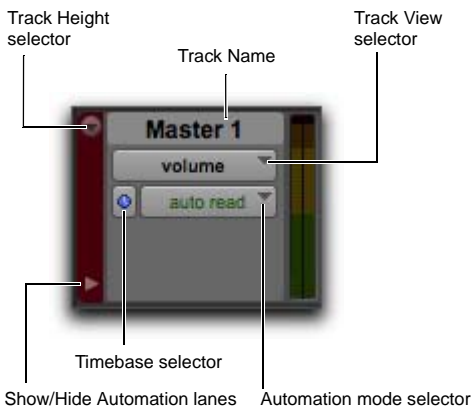 Track Height
selector
Track View
selector
Track Name
Master 1
volume
auto read
Timebase selector
Show/Hide Automation lanes
Automation mode selector